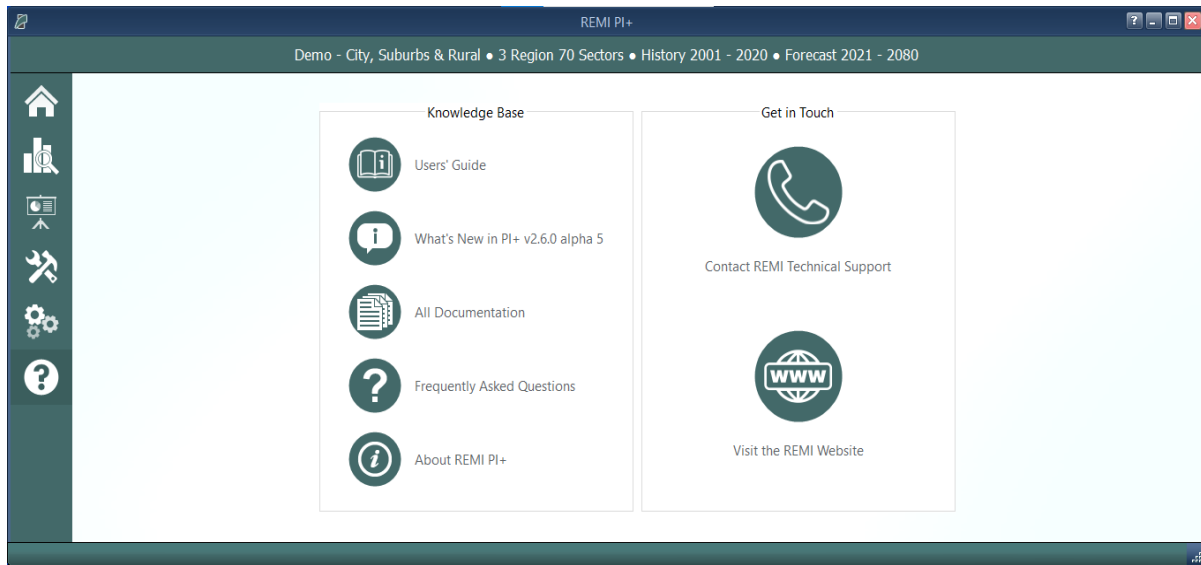 REMI PI+
Demo - City, Suburbs & Rural ● 3 Region 70 Sectors ● History 2001 - 2020 ● Forecast 2021 - 2080
Knowledge Base
Users' Guide
What's New in PI+ v2.6.0 alpha 5
All Documentation
Frequently Asked Questions
About REMI PI+
Get in Touch
Contact REMI Technical Support
WWW
Visit the REMI Website